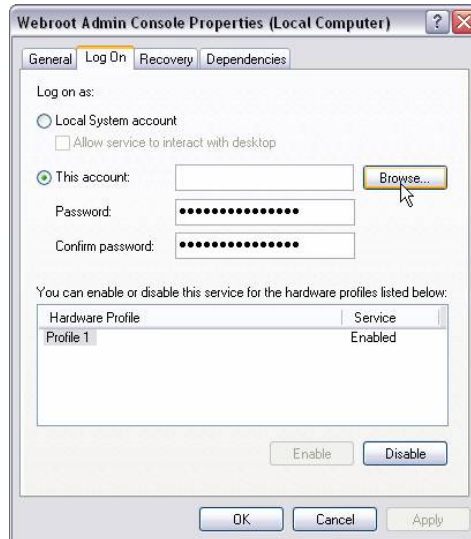 Webroot Admin Console Properties (Local Computer)
General Log On Recovery Dependencies
Log on as:
Local System account
Allow service to interact with desktop
This account: Browse...
Password: •••••••••••••••
Confirm password: •••••••••••••••
You can enable or disable this service for the hardware profiles listed below:
Hardware Profile Service
Profile 1 Enabled
Enable Disable
OK Cancel Apply